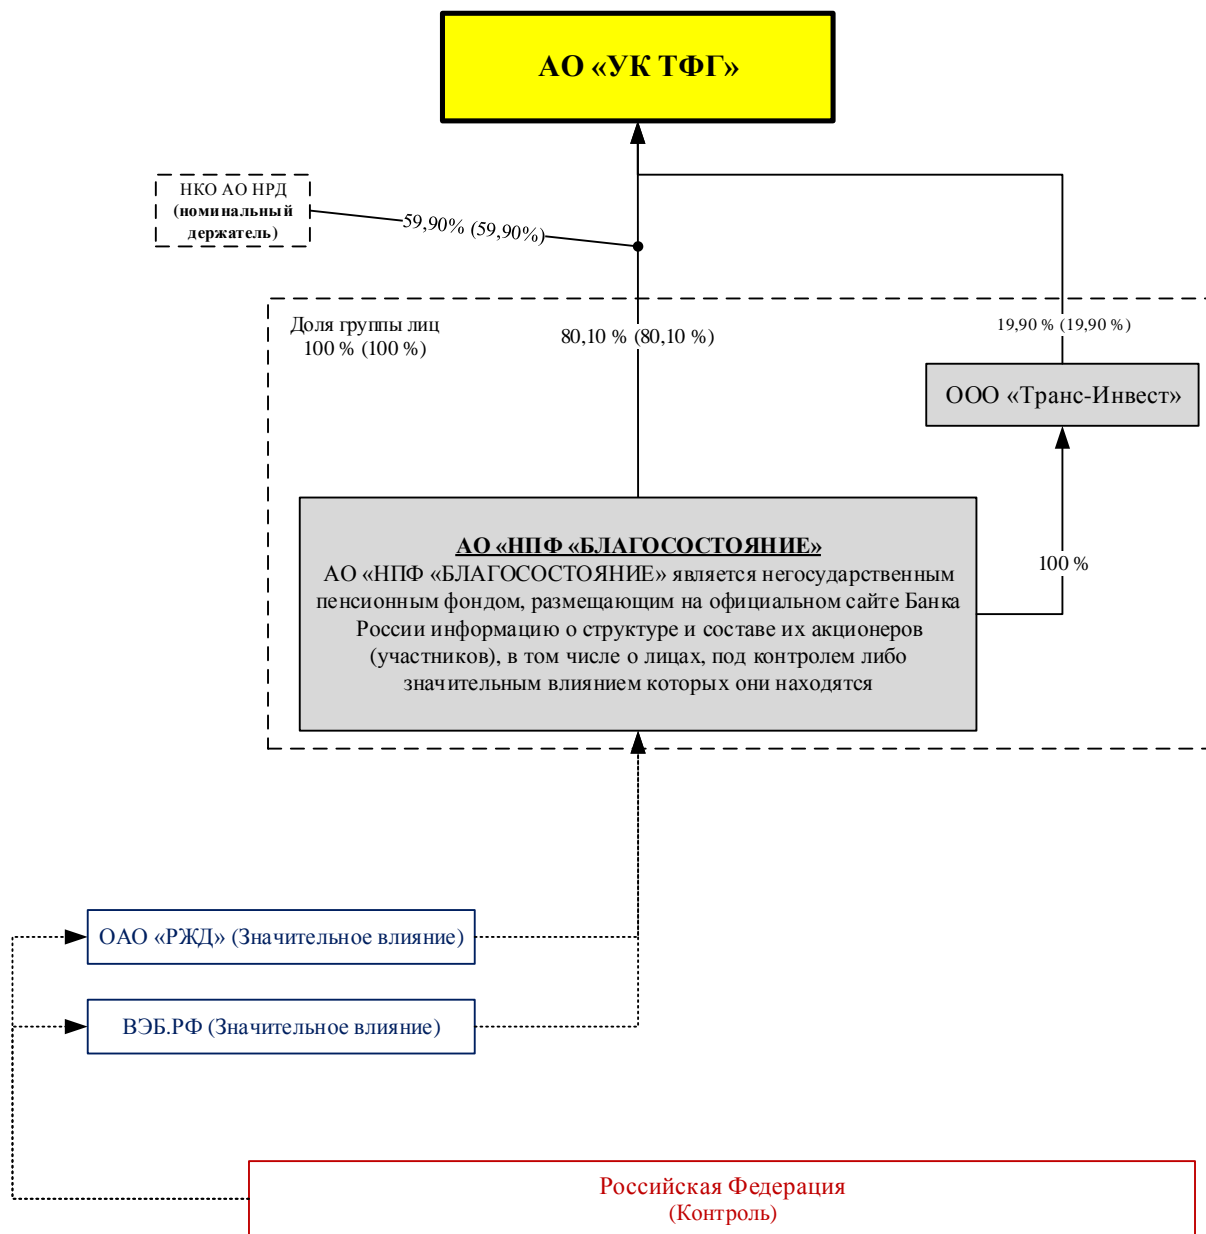 АО «УК ТФГ»
НКО АО НРД
(номинальный
держатель)
59,90% (59,90%)
Доля группы лиц
100 % (100 %)
80,10 % (80,10 %)
19,90 % (19,90 %)
ООО «Транс-Инвест»
АО «НПФ «БЛАГОСОСТОЯНИЕ»
АО «НПФ «БЛАГОСОСТОЯНИЕ» является негосударственным
пенсионным фондом, размещающим на официальном сайте Банка
России информацию о структуре и составе их акционеров
(участников), в том числе о лицах, под контролем либо
значительным влиянием которых они находятся
100 %
ОАО «РЖД» (Значительное влияние)
ВЭБ.РФ (Значительное влияние)
Российская Федерация
(Контроль)